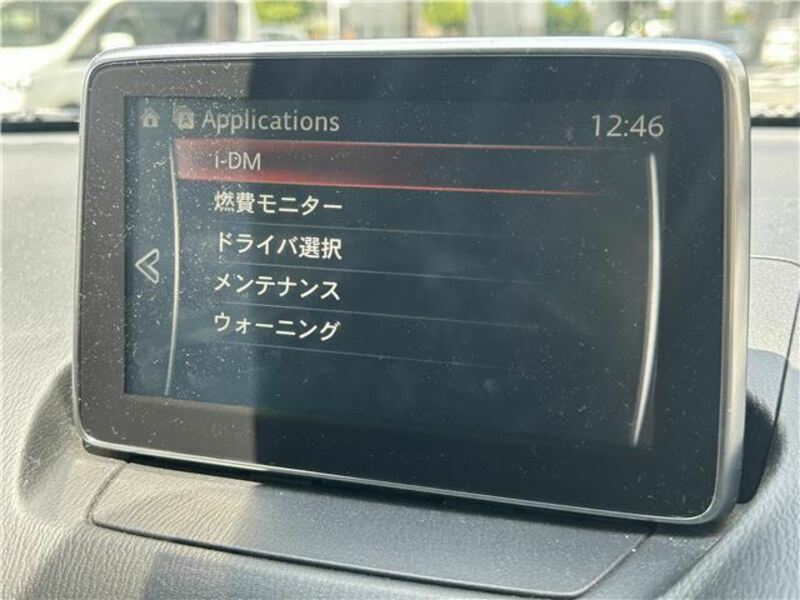 Applications
12:46
i-DM
燃費モニター
ドライバ選択
メンテナンス
ウォーニング